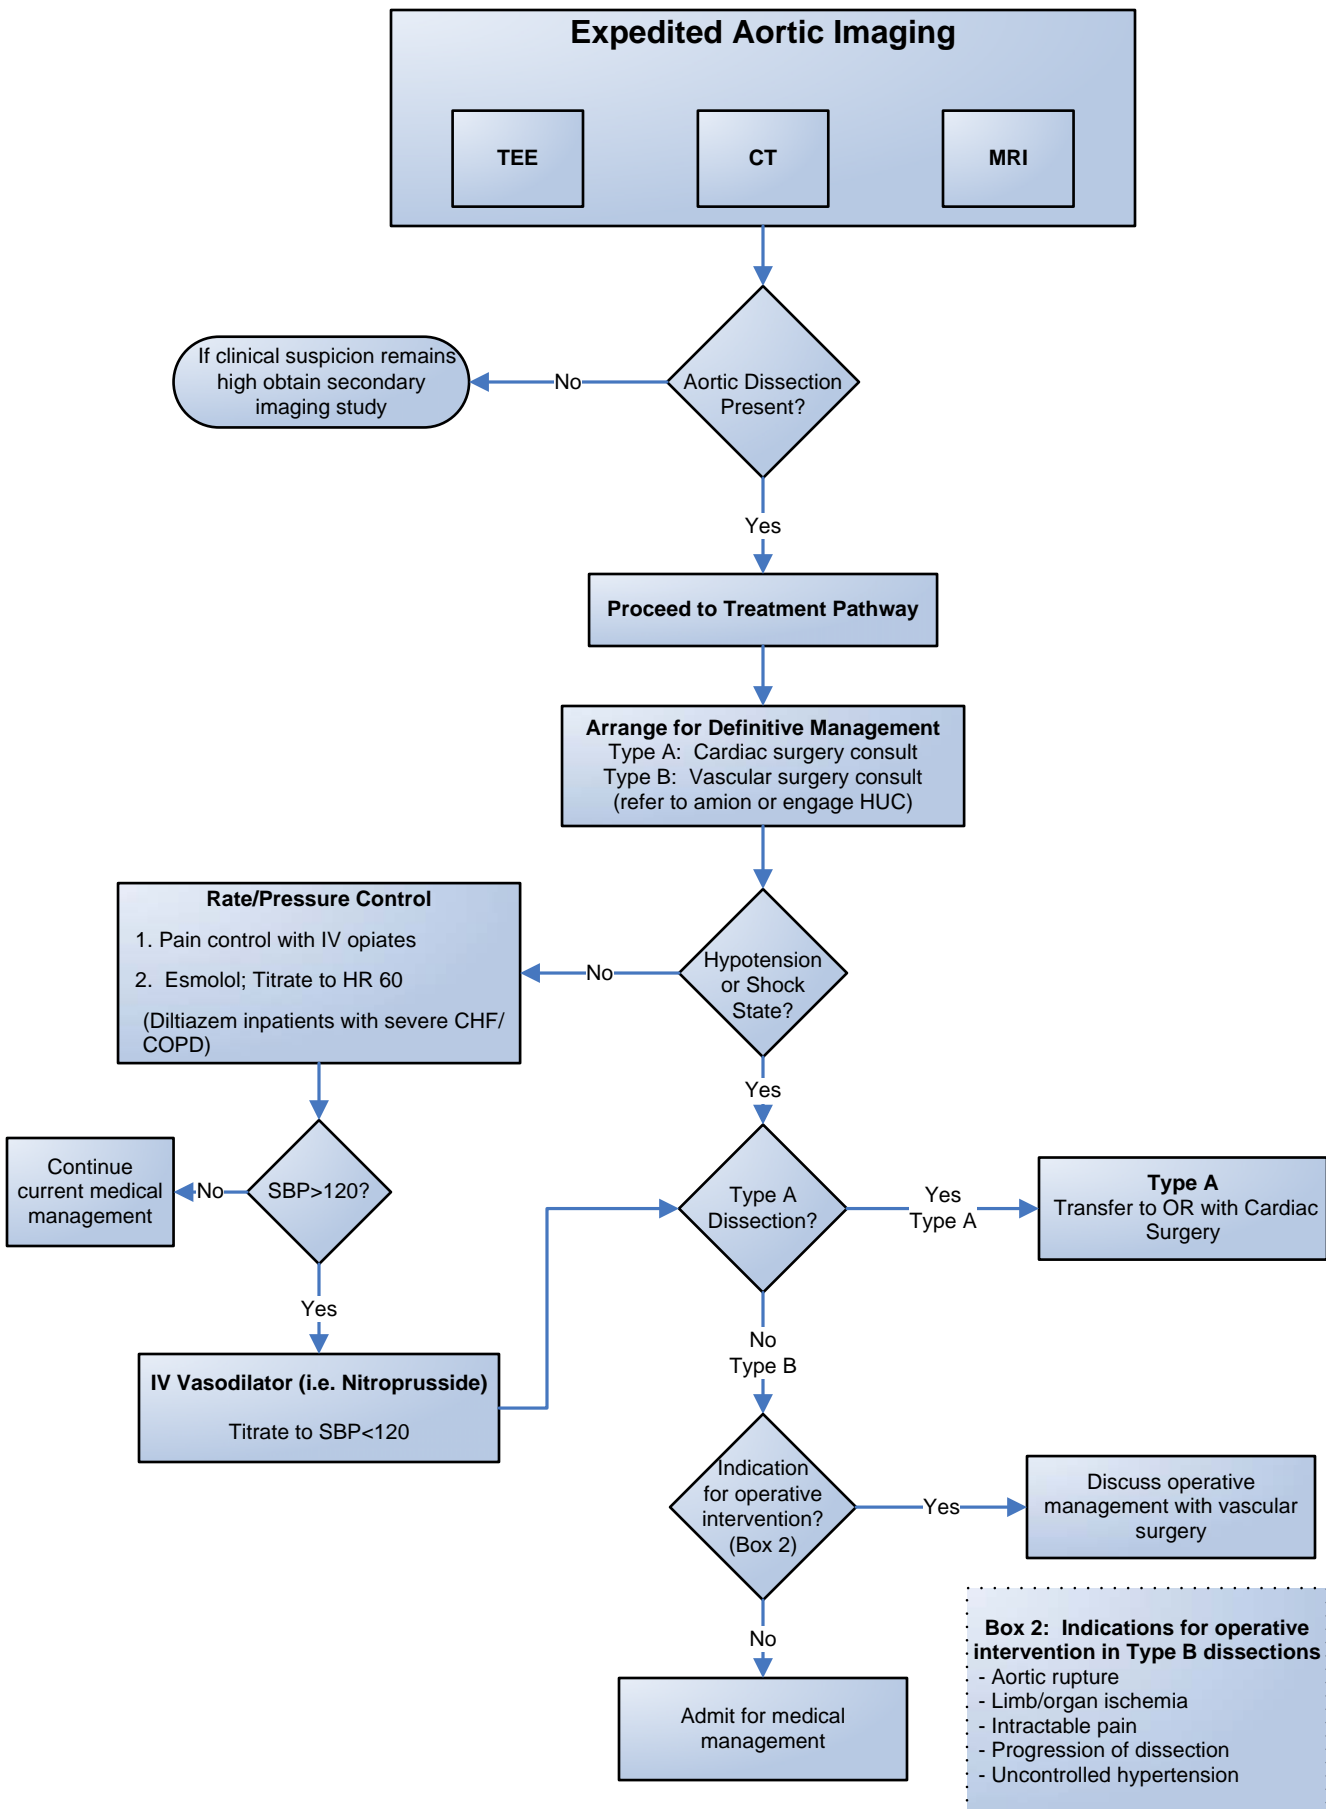 Expedited Aortic Imaging
TEE
CT
MRI
If clinical suspicion remains
high obtain secondary
imaging study
No
Aortic Dissection
Present?
Yes
Proceed to Treatment Pathway
Arrange for Definitive Management
Type A:  Cardiac surgery consult
Type B:  Vascular surgery consult
(refer to amion or engage HUC)
Rate/Pressure Control
1. Pain control with IV opiates
2.  Esmolol; Titrate to HR 60
(Diltiazem inpatients with severe CHF/
COPD)
No
Hypotension
or Shock
State?
Yes
Continue
current medical
management
No
SBP>120?
Yes
Type A
Dissection?
Yes
Type A
Type A
Transfer to OR with Cardiac
Surgery
No
Type B
IV Vasodilator (i.e. Nitroprusside)
Titrate to SBP<120
Indication
for operative
intervention?
(Box 2)
Yes
Discuss operative
management with vascular
surgery
No
Admit for medical
management
Box 2:  Indications for operative
intervention in Type B dissections
- Aortic rupture
- Limb/organ ischemia
- Intractable pain
- Progression of dissection
- Uncontrolled hypertension